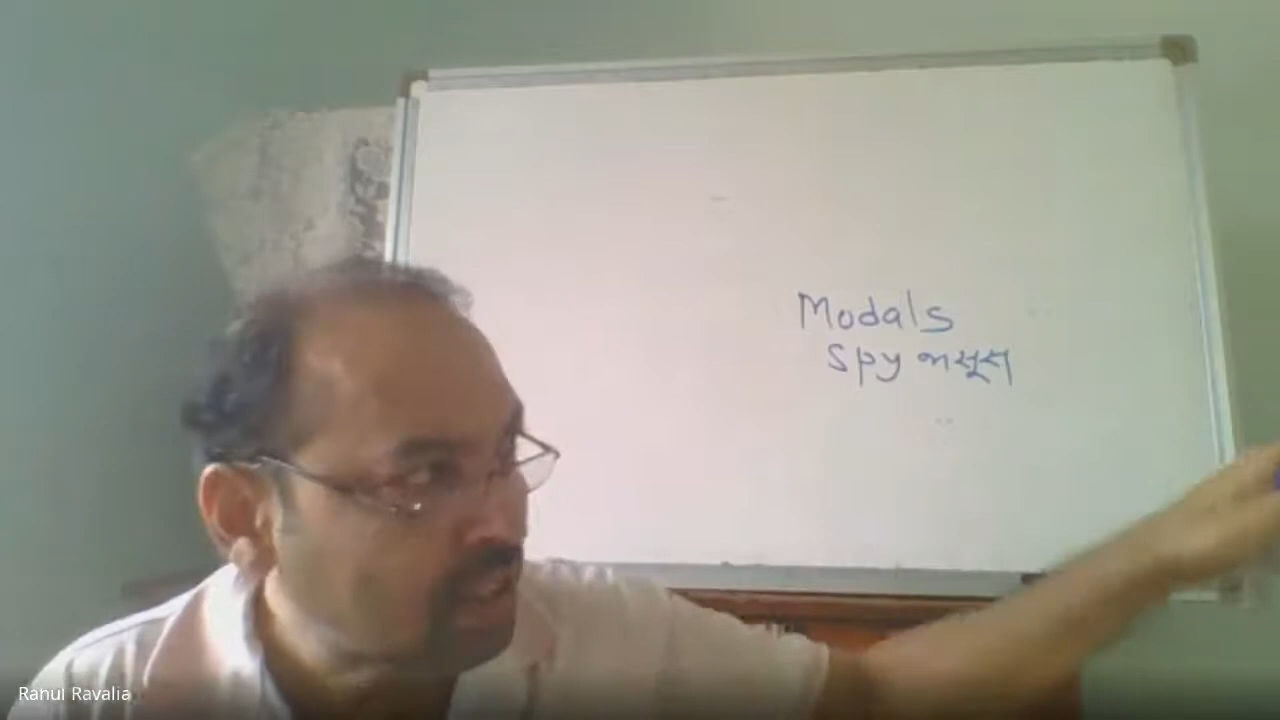 Modals
Spy जासूस
Rahul Ravalia